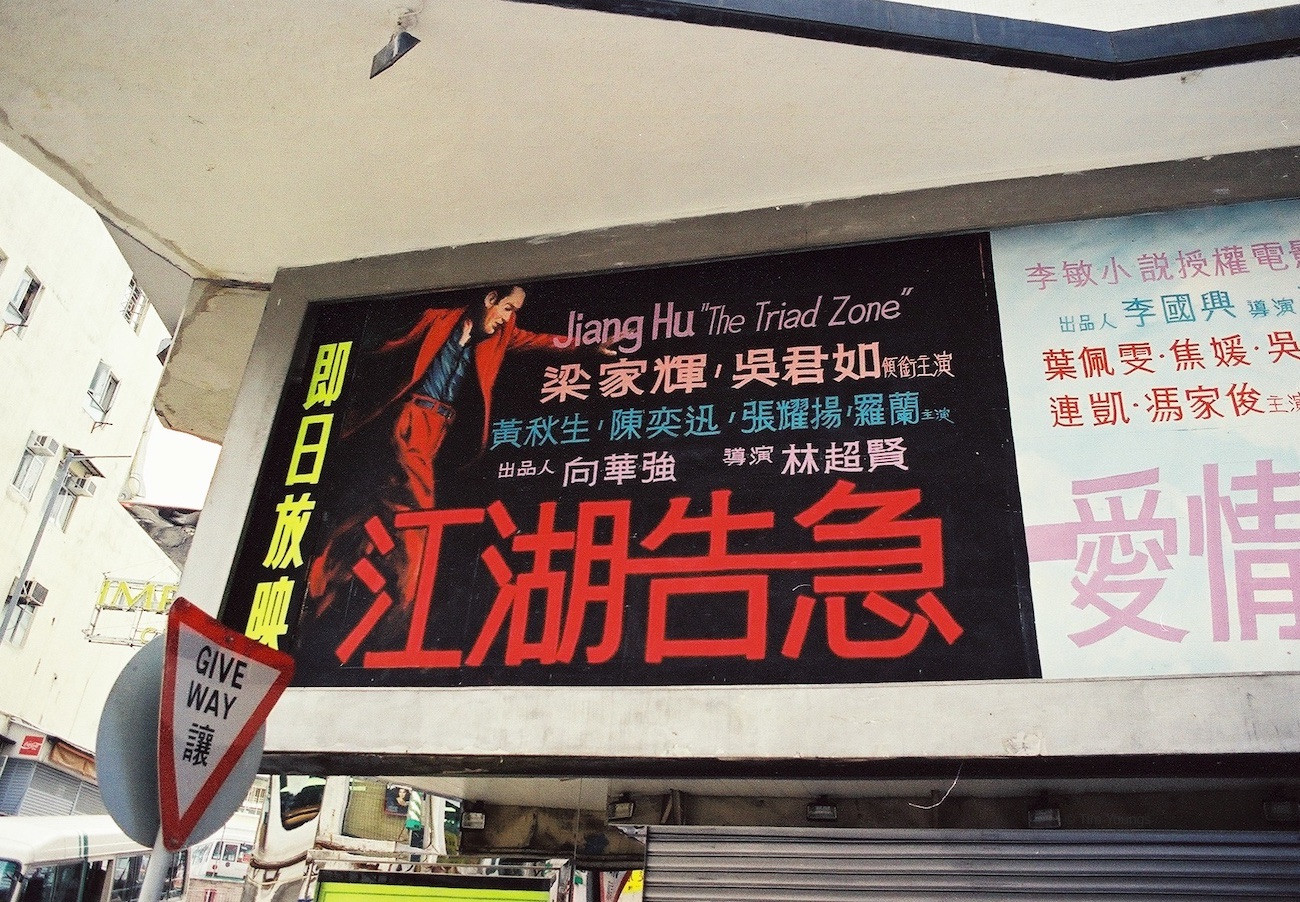 即日放映
Jiang Hu "The Triad Zone"
梁家輝,吳君如領銜主演
黃秋生,陳奕迅,張耀揚,羅蘭主演
出品人 向華強 導演 林超賢
江湖告急
李敏小說授權電影
出品人 李國興 導演
葉佩雯·焦媛·吳
連凱·馮家俊主演
愛情
GIVE
WAY
讓